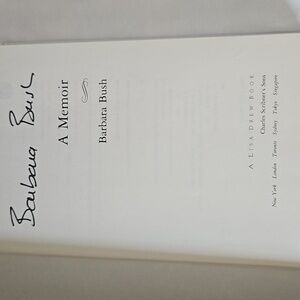 Barbara Bush
A Memoir
Barbara Bush
A LISA DREW BOOK
Charles Scribner's Sons
New York London Toronto Sydney Tokyo Singapore